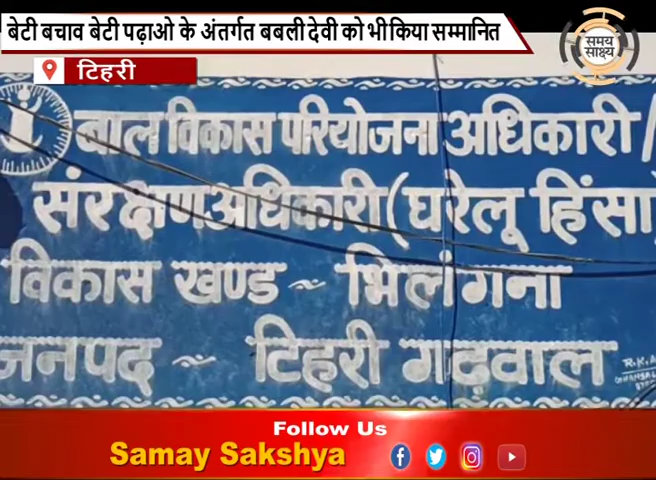 बेटी बचाव बेटी पढ़ाओ के अंतर्गत बबली देवी को भी किया सम्मानित
समय
साक्ष्य
टिहरी
बाल विकास परियोजना अधिकारी/
संरक्षण अधिकारी (घरेलू हिंसा)
विकास खण्ड ~ भिलंगना
जनपद ~ टिहरी गढ़वाल
R.K.A
Follow Us
Samay Sakshya